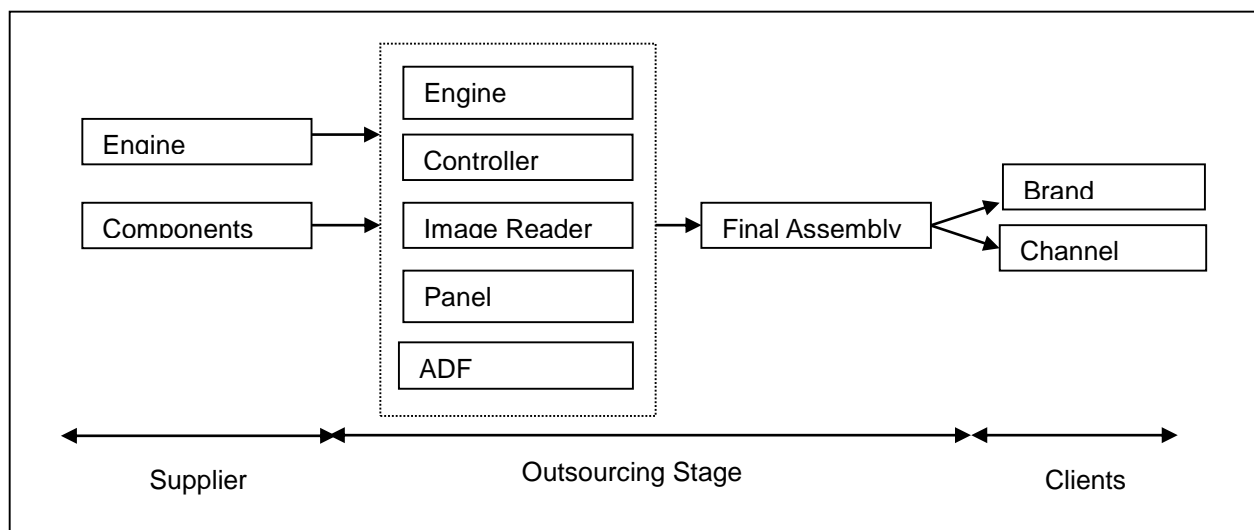 Engine
Components
Engine
Controller
Image Reader
Panel
ADF
Final Assembly
Brand
Channel
Supplier
Outsourcing Stage
Clients